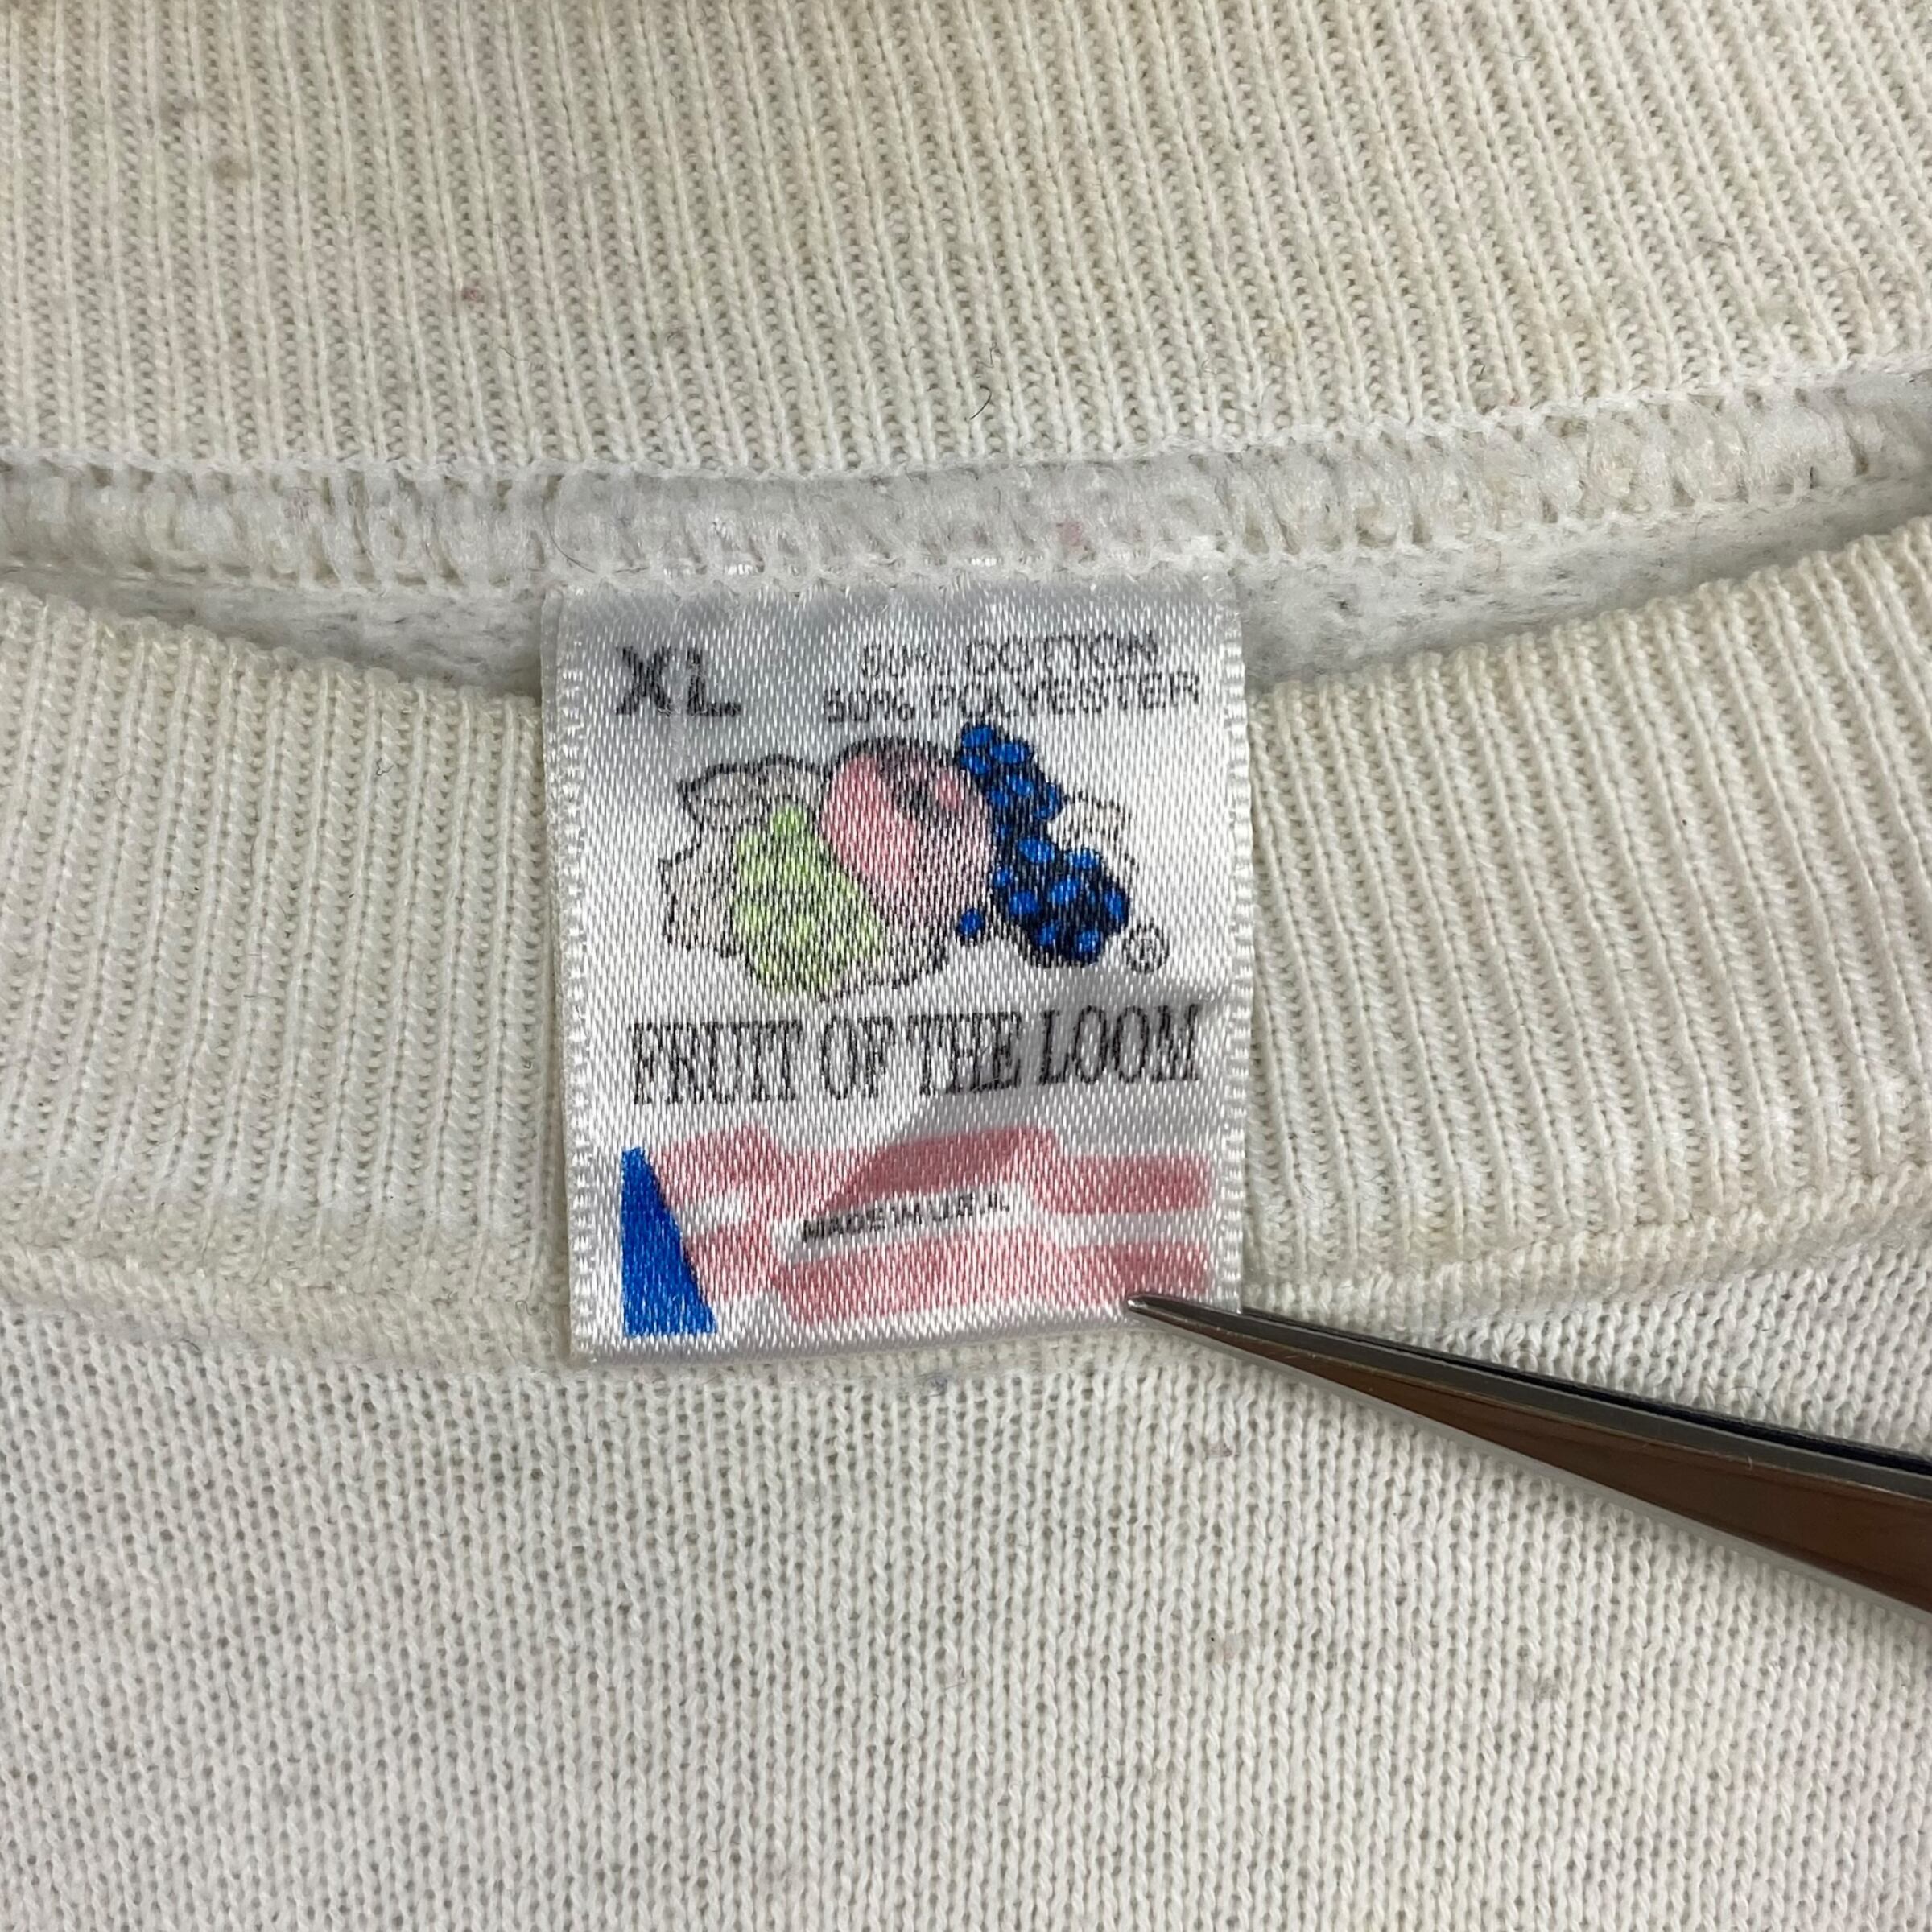 XL
50% COTTON
50% POLYESTER
®
FRUIT OF THE LOOM
MADE IN U.S.A.